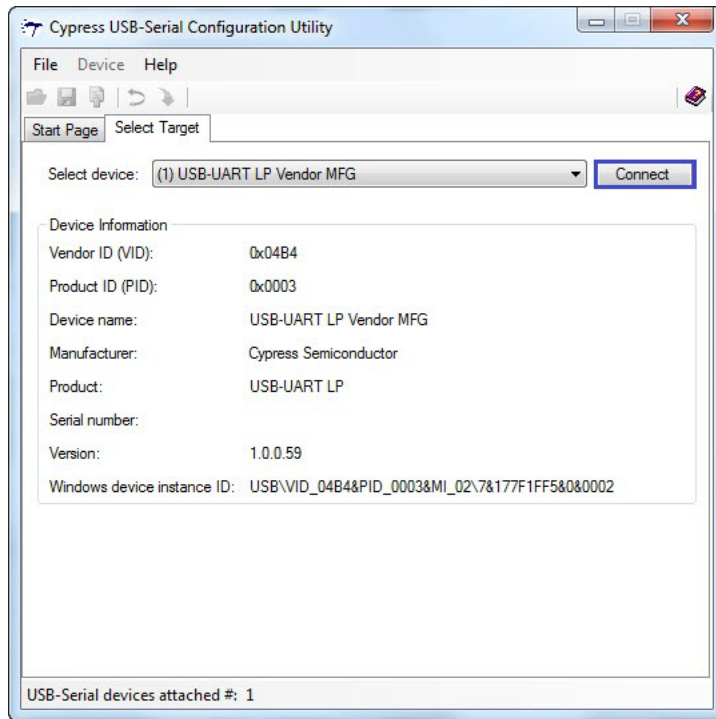 Cypress USB-Serial Configuration Utility
File Device Help
Start Page Select Target
Select device: (1) USB-UART LP Vendor MFG Connect
Device Information
Vendor ID (VID): 0x04B4
Product ID (PID): 0x0003
Device name: USB-UART LP Vendor MFG
Manufacturer: Cypress Semiconductor
Product: USB-UART LP
Serial number:
Version: 1.0.0.59
Windows device instance ID: USB\VID_04B4&PID_0003&MI_02\7&177F1FF5&0&0002
USB-Serial devices attached #: 1